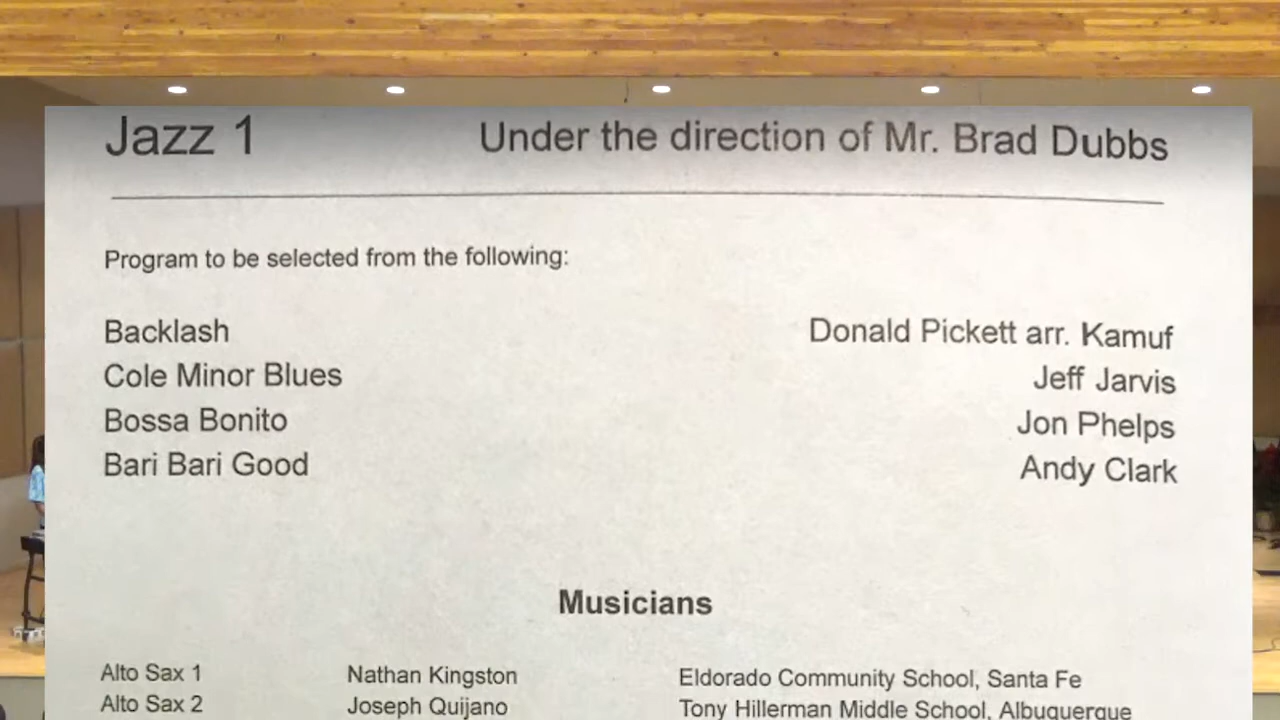 Jazz 1 Under the direction of Mr. Brad Dubbs
Program to be selected from the following:
Backlash Donald Pickett arr. Kamuf
Cole Minor Blues Jeff Jarvis
Bossa Bonito Jon Phelps
Bari Bari Good Andy Clark
Musicians
Alto Sax 1 Nathan Kingston Eldorado Community School, Santa Fe
Alto Sax 2 Joseph Quijano Tony Hillerman Middle School, Albuquerque